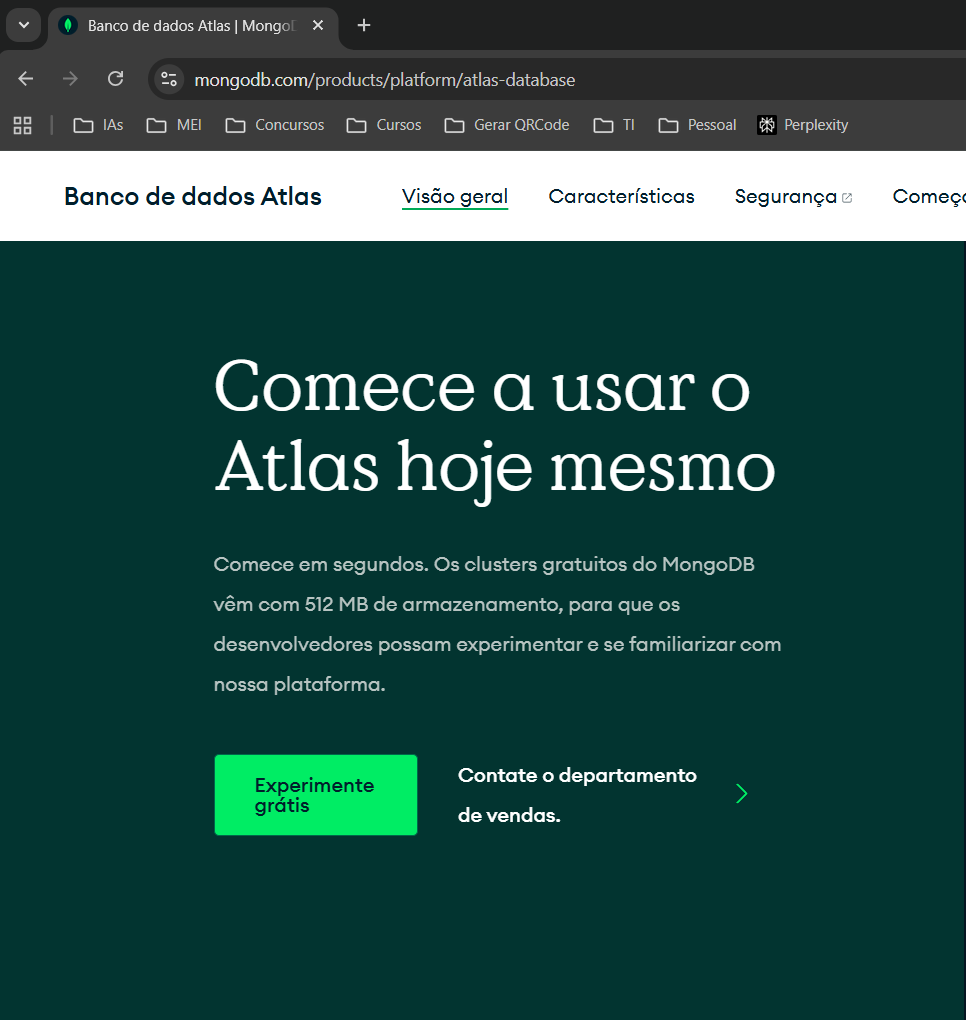 Banco de dados Atlas | Mongo
mongodb.com/products/platform/atlas-database
IAs MEI Concursos Cursos Gerar QRCode TI Pessoal Perplexity
Banco de dados Atlas Visão geral Características Segurança
Comece a usar o
Atlas hoje mesmo
Comece em segundos. Os clusters gratuitos do MongoDB
vêm com 512 MB de armazenamento, para que os
desenvolvedores possam experimentar e se familiarizar com
nossa plataforma.
Experimente
grátis
Contate o departamento
de vendas.